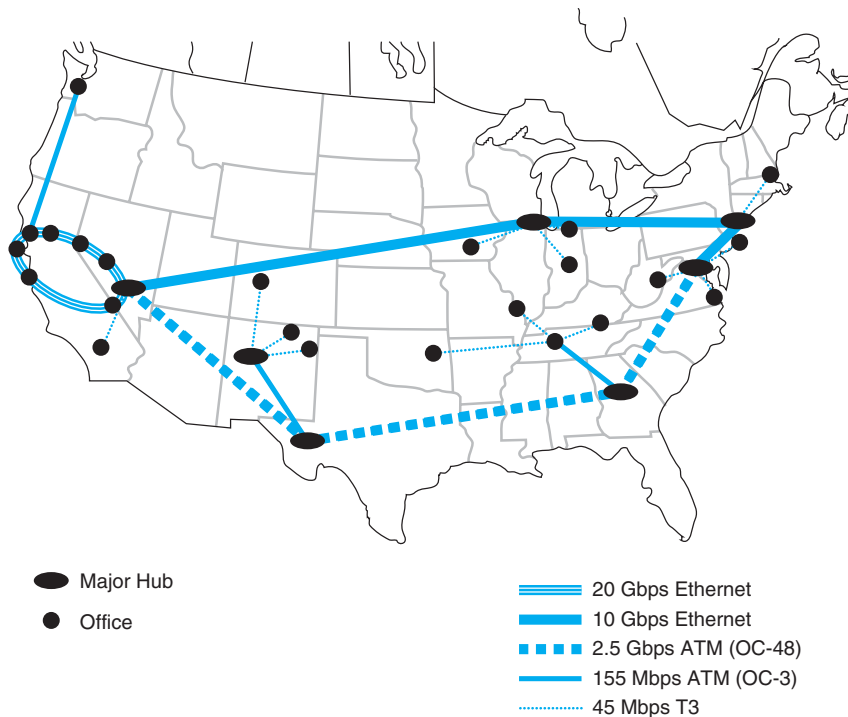 Major Hub
Office
20 Gbps Ethernet
10 Gbps Ethernet
2.5 Gbps ATM (OC-48)
155 Mbps ATM (OC-3)
45 Mbps T3